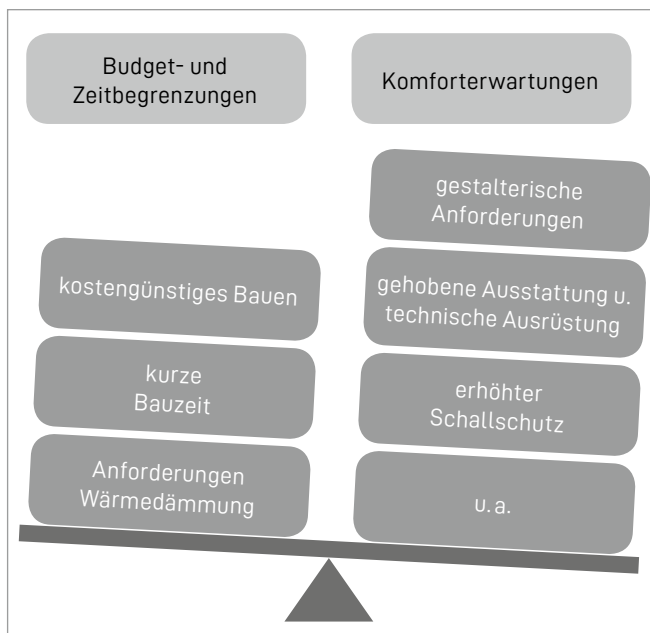 Budget- und
Zeitbegrenzungen
Komforterwartungen
kostengünstiges Bauen
kurze
Bauzeit
Anforderungen
Wärmedämmung
gestalterische
Anforderungen
gehobene Ausstattung u.
technische Ausrüstung
erhöhter
Schallschutz
u. a.